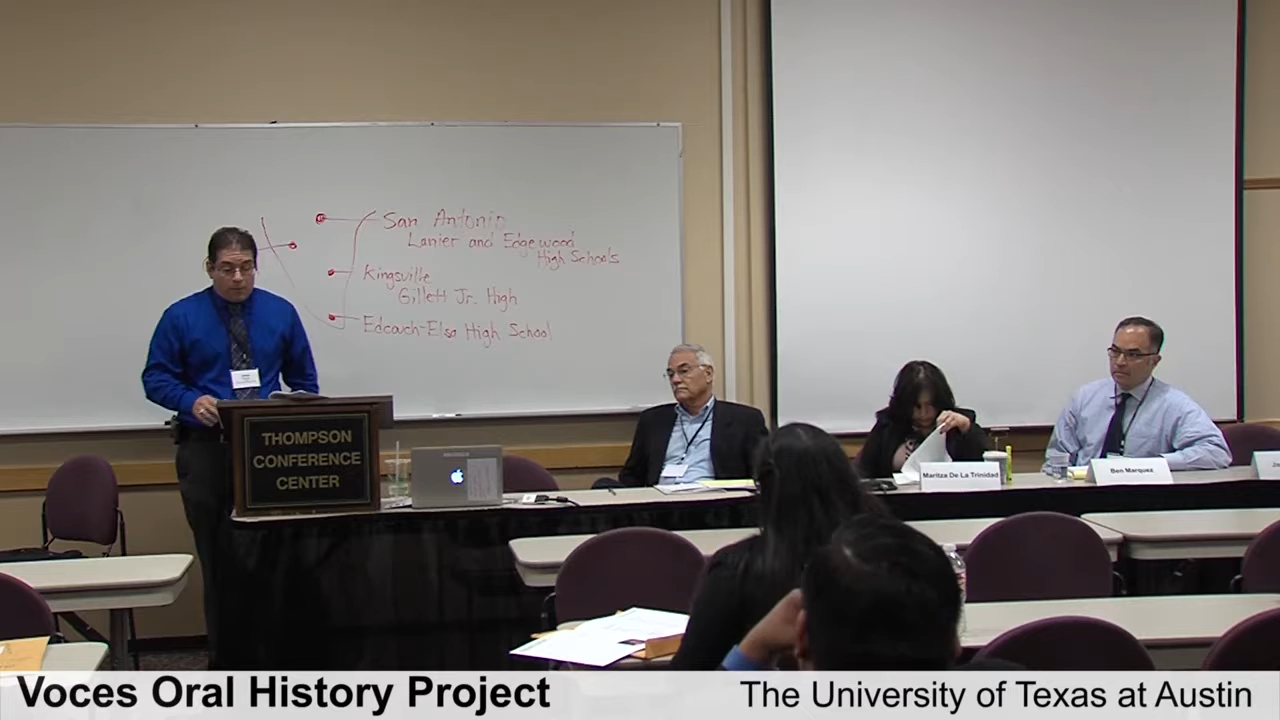 San Antonio
Lanier and Edgewood
High Schools
Kingsville
Gillett Jr. High
Edcouch-Elsa High School
THOMPSON
CONFERENCE
CENTER
Maritza De La Trinidad
Ben Marquez
Voces Oral History Project
The University of Texas at Austin